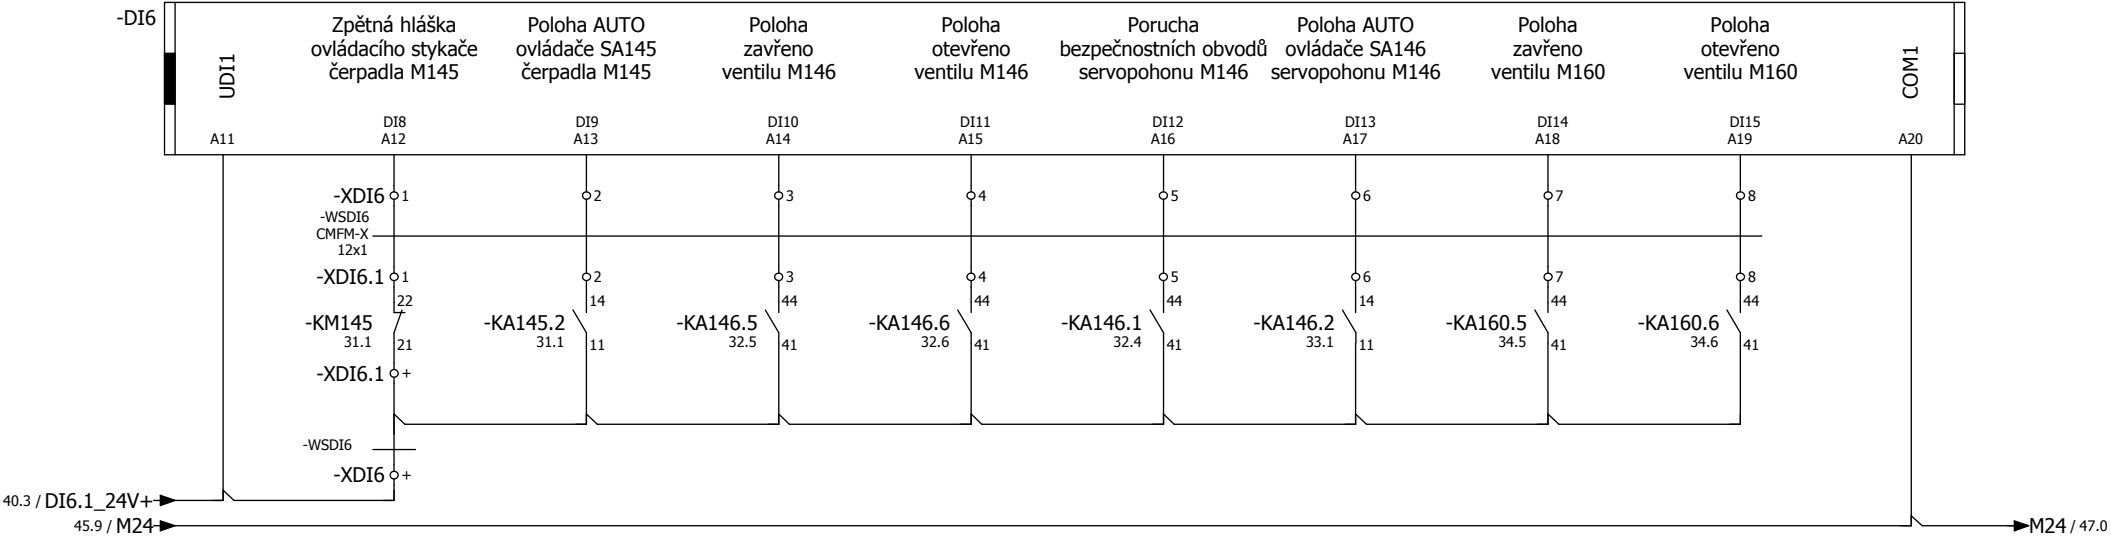 -DI6
UDI1
Zpětná hláška
ovládacího stykače
čerpadla M145
Poloha AUTO
ovládače SA145
čerpadla M145
Poloha
zavřeno
ventilu M146
Poloha
otevřeno
ventilu M146
Porucha
bezpečnostních obvodů
servopohonu M146
Poloha AUTO
ovládače SA146
servopohonu M146
Poloha
zavřeno
ventilu M160
Poloha
otevřeno
ventilu M160
COM1
DI8 DI9 DI10 DI11 DI12 DI13 DI14 DI15
A11 A12 A13 A14 A15 A16 A17 A18 A19 A20
-XDI6 1 2 3 4 5 6 7 8
-WSDI6
CMFM-X
12x1
-XDI6.1 1 2 3 4 5 6 7 8
22 14 44 44 44 14 44 44
-KM145 -KA145.2 -KA146.5 -KA146.6 -KA146.1 -KA146.2 -KA160.5 -KA160.6
31.1 21 31.1 11 32.5 41 32.6 41 32.4 41 33.1 11 34.5 41 34.6 41
-XDI6.1 +
-WSDI6
-XDI6 +
40.3 / DI6.1_24V+
45.9 / M24
M24 / 47.0